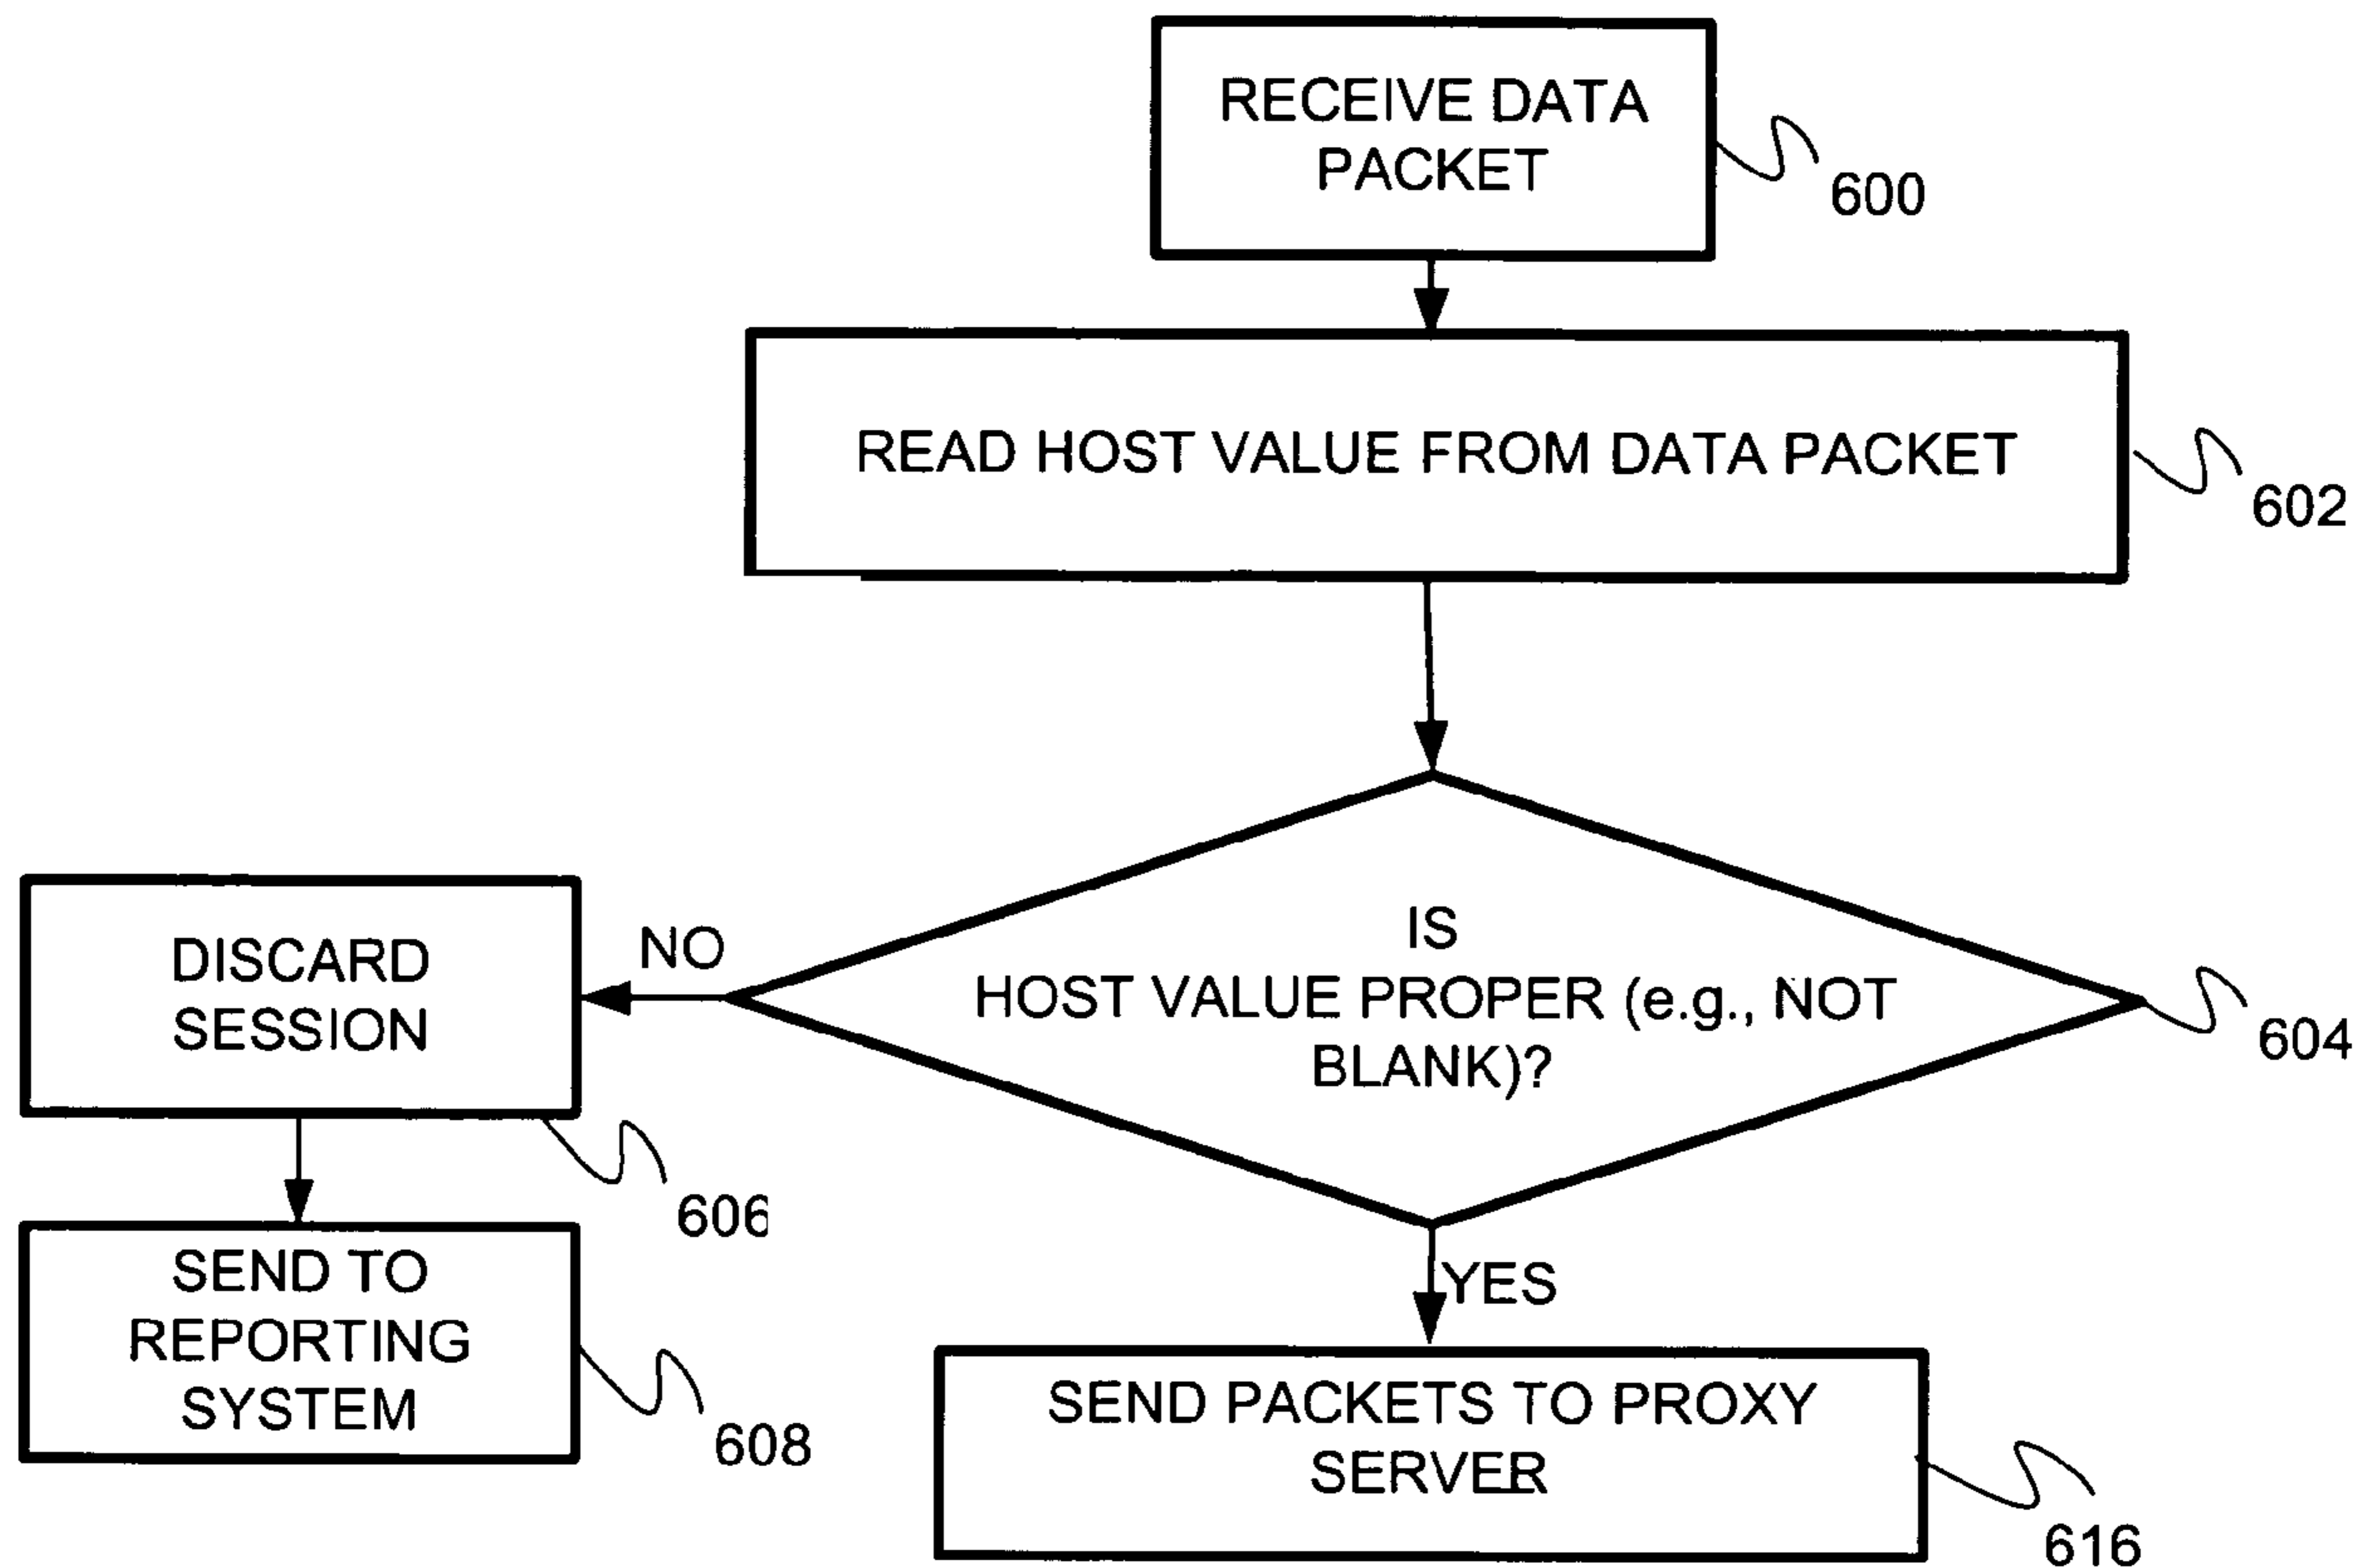 RECEIVE DATA
PACKET
600
READ HOST VALUE FROM DATA PACKET
602
IS
HOST VALUE PROPER (e.g., NOT
BLANK)?
604
NO
DISCARD
SESSION
606
SEND TO
REPORTING
SYSTEM
608
YES
SEND PACKETS TO PROXY
SERVER
616